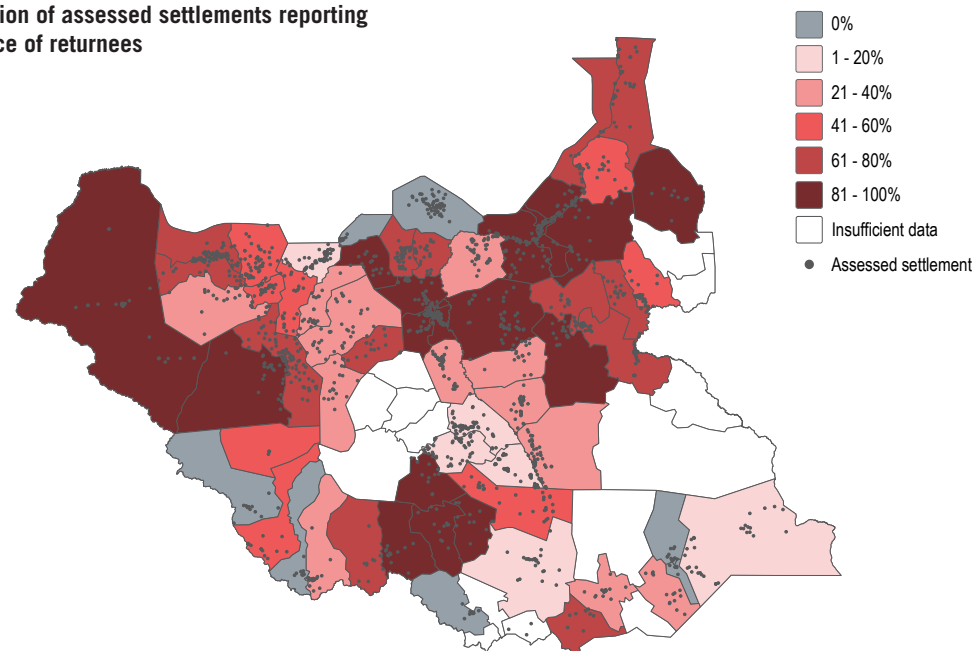 ion of assessed settlements reporting
ce of returnees
0%
1 - 20%
21 - 40%
41 - 60%
61 - 80%
81 - 100%
Insufficient data
Assessed settlement